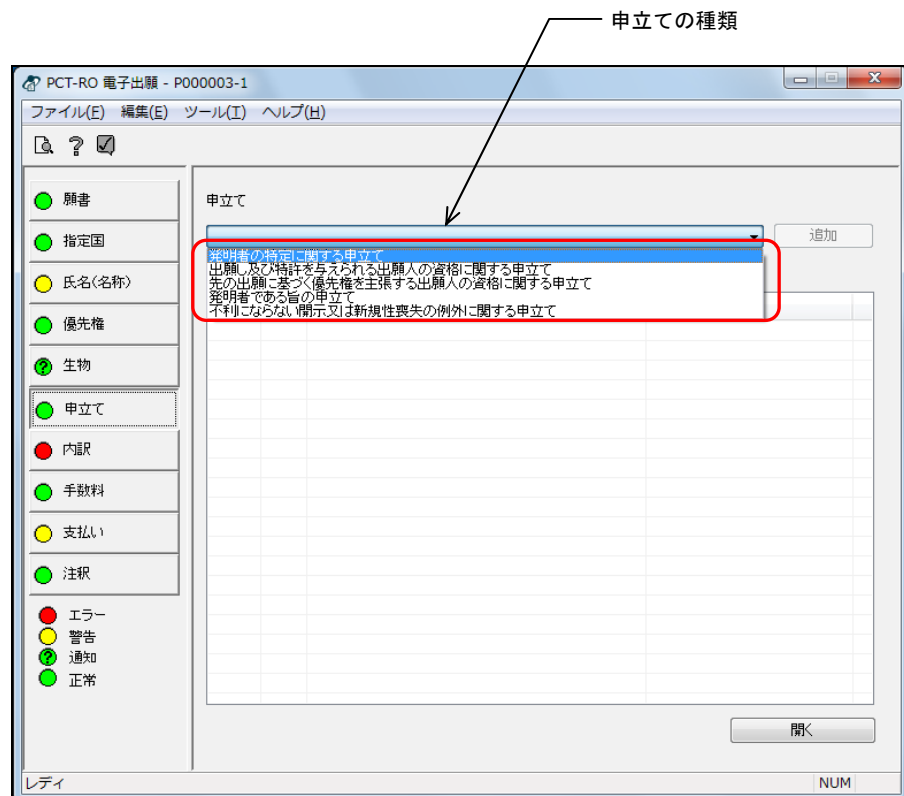 申立ての種類
PCT-RO 電子出願 - P000003-1
ファイル(F) 編集(E) ツール(T) ヘルプ(H)
願書
指定国
氏名(名称)
優先権
生物
申立て
内訳
手数料
支払い
注釈
エラー
警告
通知
正常
申立て
追加
発明者の特定に関する申立て
出願し及び特許を与えられる出願人の資格に関する申立て
先の出願に基づく優先権を主張する出願人の資格に関する申立て
発明者である旨の申立て
不利にならない開示又は新規性喪失の例外に関する申立て
開く
レディ
NUM